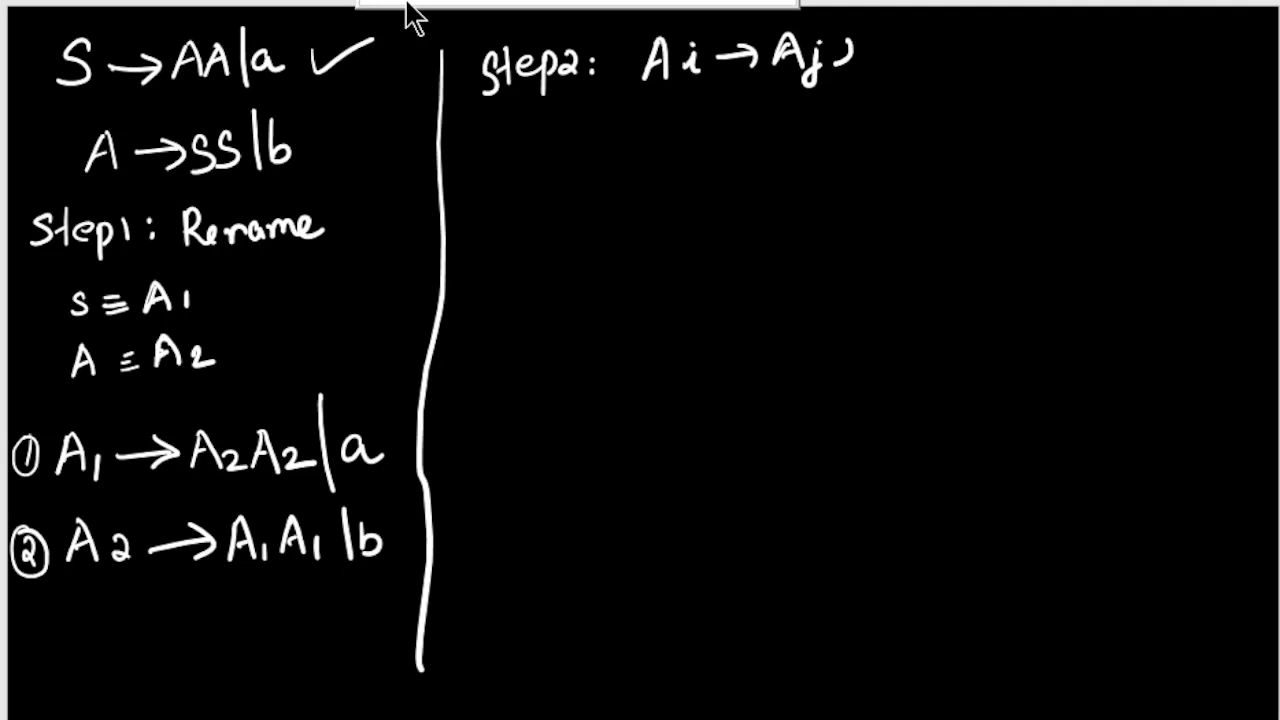 S → AA|a ✓
A → SS|b
Step1: Rename
S ≡ A1
A ≡ A2
① A₁ → A₂A₂|a
② A2 → A₁A₁|b
Step2: Ai → Aj,